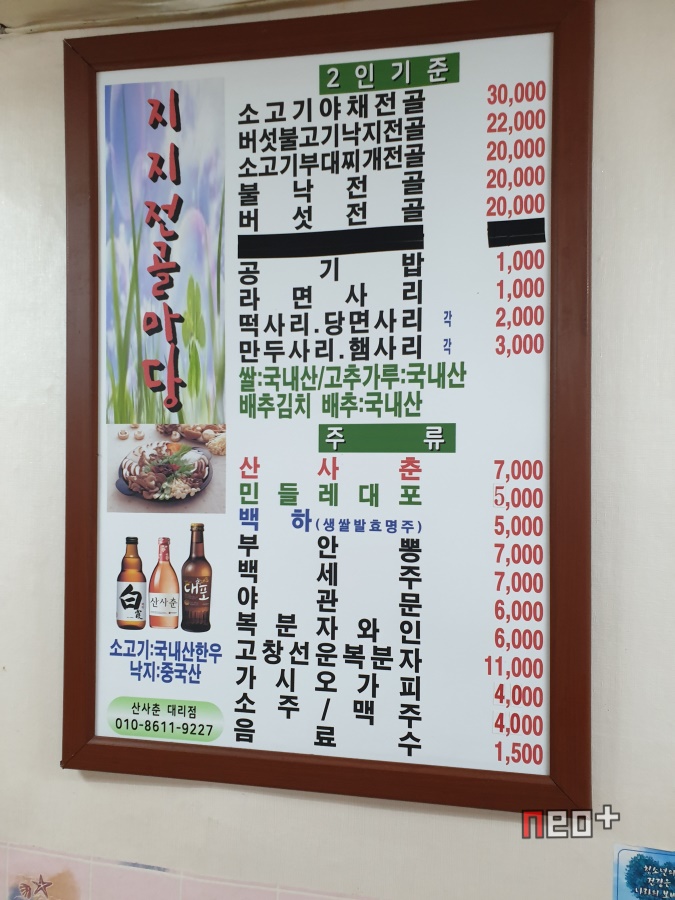 지지전골마당
2인기준
소고기야채전골 30,000
버섯불고기낙지전골 22,000
소고기부대찌개전골 20,000
불낙전골 20,000
버섯전골 20,000
공기밥 1,000
라면사리 1,000
떡사리.당면사리 각 2,000
만두사리.햄사리 각 3,000
쌀:국내산/고추가루:국내산
배추김치 배추:국내산
주류
산사춘 7,000
민들레대포 5,000
백하(생쌀발효명주) 5,000
부안뽕 7,000
백세주 7,000
야관문 6,000
복분자와인 6,000
고창선운복분자 11,000
가시오가피 4,000
소주/맥주 4,000
음료수 1,500
白 산사춘 대포
소고기:국내산한우
낙지:중국산
산사춘 대리점
010-8611-9227
neo+